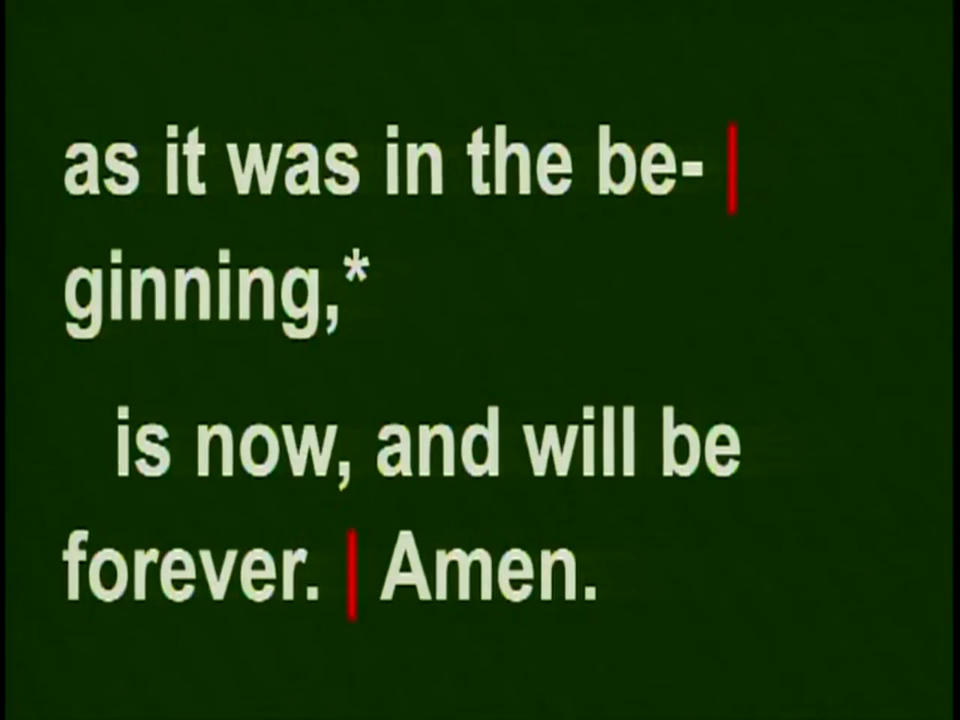 as it was in the be- |
ginning,*
is now, and will be
forever. | Amen.